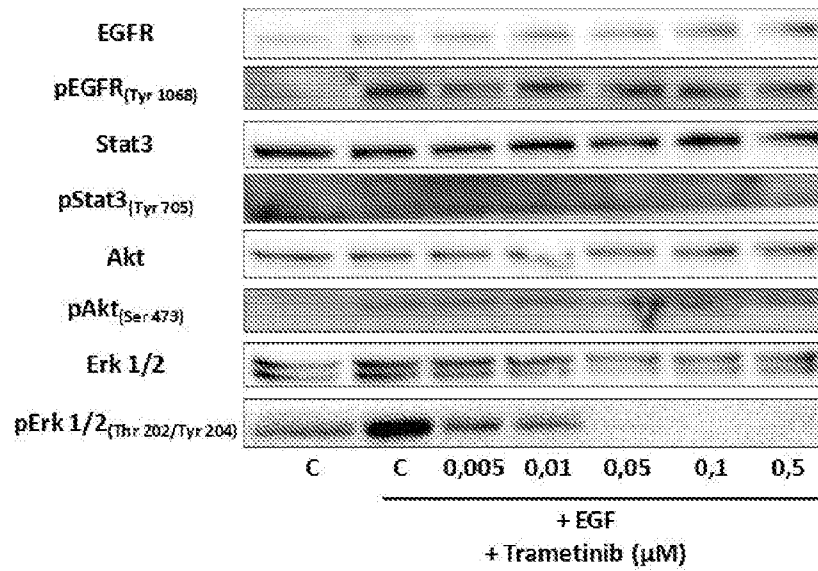 EGFR
pEGFR(Tyr 1068)
Stat3
pStat3(Tyr 705)
Akt
pAkt(Ser 473)
Erk 1/2
pErk 1/2(Thr 202/Tyr 204)
C C 0,005 0,01 0,05 0,1 0,5
+ EGF
+ Trametinib (µM)